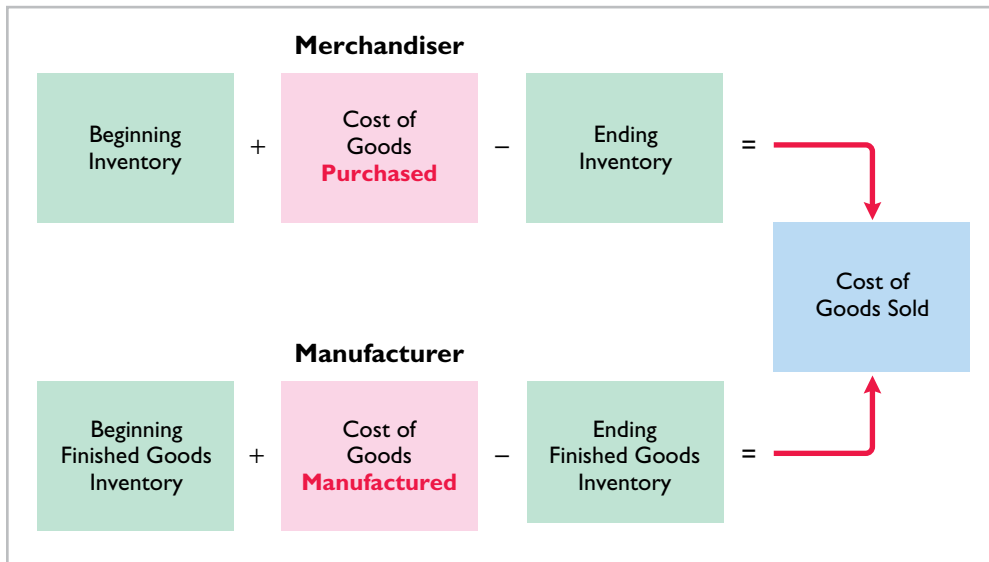 Merchandiser
Beginning
Inventory
+
Cost of
Goods
Purchased
–
Ending
Inventory
=
Cost of
Goods Sold
Manufacturer
Beginning
Finished Goods
Inventory
+
Cost of
Goods
Manufactured
–
Ending
Finished Goods
Inventory
=